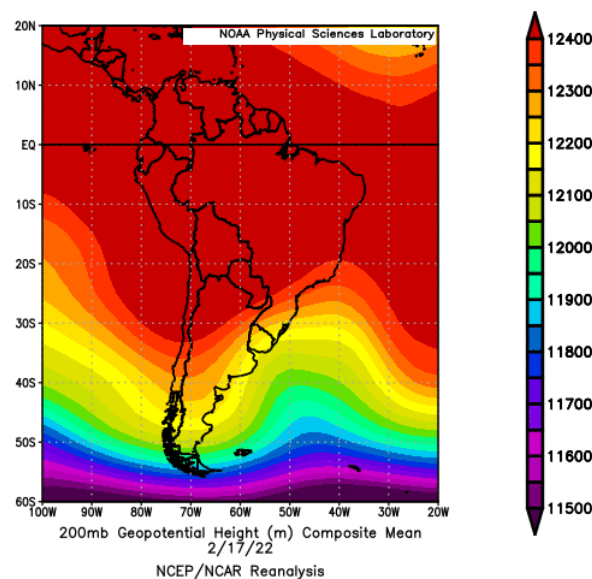 NOAA Physical Sciences Laboratory
20N
10N
EQ
10S
20S
30S
40S
50S
60S
100W 90W 80W 70W 60W 50W 40W 30W 20W
200mb Geopotential Height (m) Composite Mean
2/17/22
NCEP/NCAR Reanalysis
12400
12300
12200
12100
12000
11900
11800
11700
11600
11500